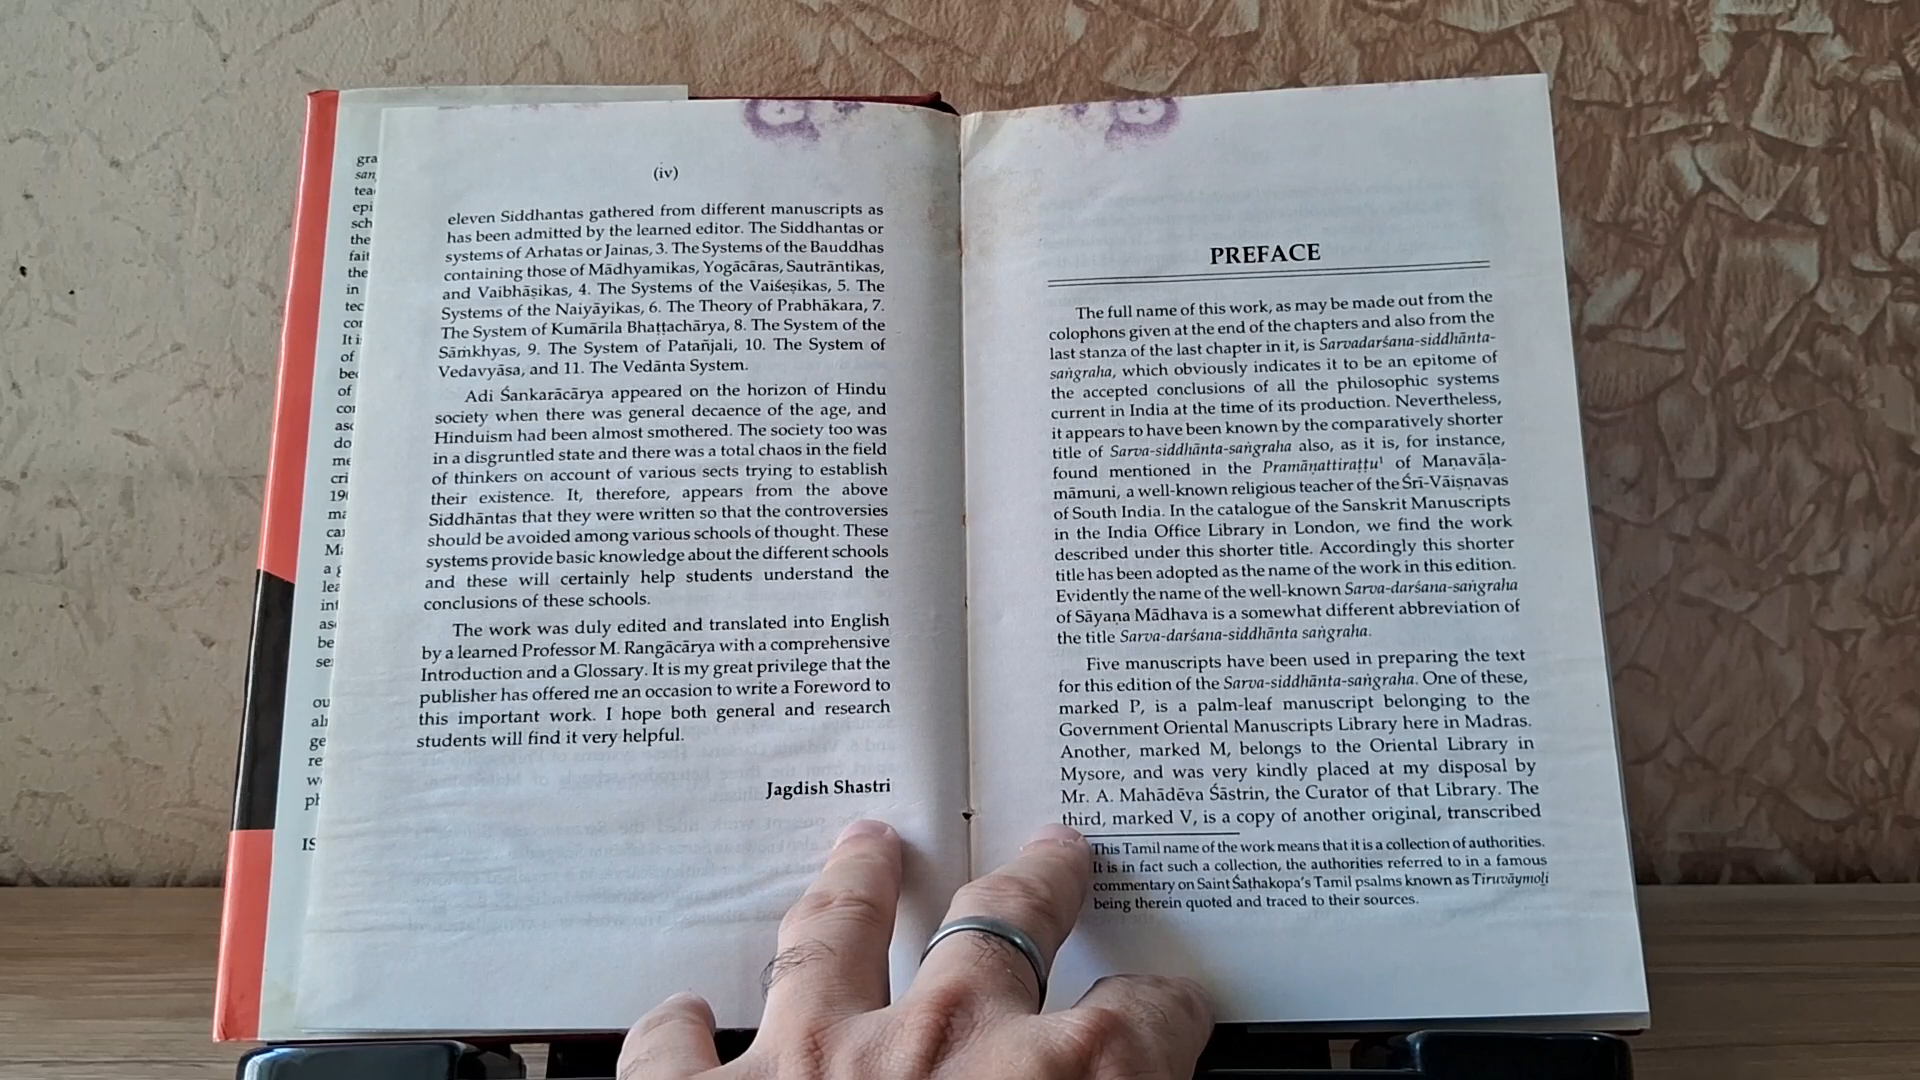 (iv)
eleven Siddhantas gathered from different manuscripts as
has been admitted by the learned editor. The Siddhantas or
systems of Arhatas or Jainas, 3. The Systems of the Bauddhas
containing those of Mādhyamikas, Yogācāras, Sautrāntikas,
and Vaibhāṣikas, 4. The Systems of the Vaiśeṣikas, 5. The
Systems of the Naiyāyikas, 6. The Theory of Prabhākara, 7.
The System of Kumārila Bhaṭṭachārya, 8. The System of the
Sāṁkhyas, 9. The System of Patañjali, 10. The System of
Vedavyāsa, and 11. The Vedānta System.
Adi Śankarācārya appeared on the horizon of Hindu
society when there was general decaence of the age, and
Hinduism had been almost smothered. The society too was
in a disgruntled state and there was a total chaos in the field
of thinkers on account of various sects trying to establish
their existence. It, therefore, appears from the above
Siddhāntas that they were written so that the controversies
should be avoided among various schools of thought. These
systems provide basic knowledge about the different schools
and these will certainly help students understand the
conclusions of these schools.
The work was duly edited and translated into English
by a learned Professor M. Rangācārya with a comprehensive
Introduction and a Glossary. It is my great privilege that the
publisher has offered me an occasion to write a Foreword to
this important work. I hope both general and research
students will find it very helpful.
Jagdish Shastri
PREFACE
The full name of this work, as may be made out from the
colophons given at the end of the chapters and also from the
last stanza of the last chapter in it, is Sarvadarśana-siddhānta-
saṅgraha, which obviously indicates it to be an epitome of
the accepted conclusions of all the philosophic systems
current in India at the time of its production. Nevertheless,
it appears to have been known by the comparatively shorter
title of Sarva-siddhānta-saṅgraha also, as it is, for instance,
found mentioned in the Pramāṇattiraṭṭu¹ of Maṇavāḷa-
māmuni, a well-known religious teacher of the Śrī-Vāiṣṇavas
of South India. In the catalogue of the Sanskrit Manuscripts
in the India Office Library in London, we find the work
described under this shorter title. Accordingly this shorter
title has been adopted as the name of the work in this edition.
Evidently the name of the well-known Sarva-darśana-saṅgraha
of Sāyaṇa Mādhava is a somewhat different abbreviation of
the title Sarva-darśana-siddhānta saṅgraha.
Five manuscripts have been used in preparing the text
for this edition of the Sarva-siddhānta-saṅgraha. One of these,
marked P, is a palm-leaf manuscript belonging to the
Government Oriental Manuscripts Library here in Madras.
Another, marked M, belongs to the Oriental Library in
Mysore, and was very kindly placed at my disposal by
Mr. A. Mahādēva Śāstrin, the Curator of that Library. The
third, marked V, is a copy of another original, transcribed
This Tamil name of the work means that it is a collection of authorities.
It is in fact such a collection, the authorities referred to in a famous
commentary on Saint Śaṭhakopa's Tamil psalms known as Tiruvāymoḻi
being therein quoted and traced to their sources.